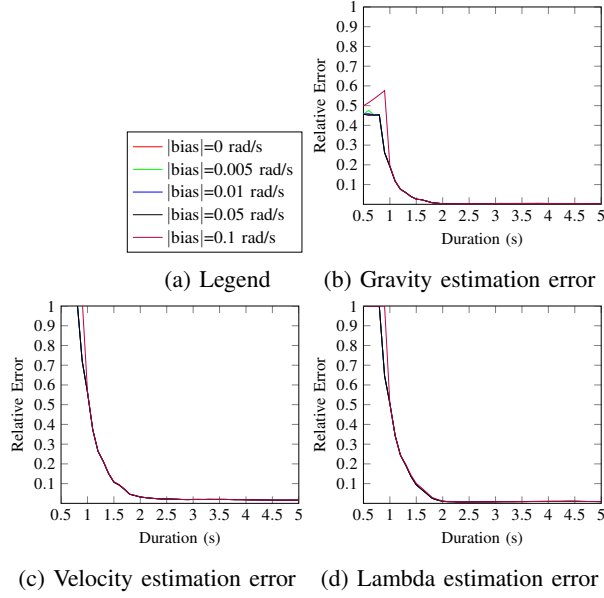 |bias|=0 rad/s
|bias|=0.005 rad/s
|bias|=0.01 rad/s
|bias|=0.05 rad/s
|bias|=0.1 rad/s
(a) Legend
1
0.9
0.8
0.7
0.6
0.5
0.4
0.3
0.2
0.1
Relative Error
0.5 1 1.5 2 2.5 3 3.5 4 4.5 5
Duration (s)
(b) Gravity estimation error
1
0.9
0.8
0.7
0.6
0.5
0.4
0.3
0.2
0.1
Relative Error
0.5 1 1.5 2 2.5 3 3.5 4 4.5 5
Duration (s)
(c) Velocity estimation error
1
0.9
0.8
0.7
0.6
0.5
0.4
0.3
0.2
0.1
Relative Error
0.5 1 1.5 2 2.5 3 3.5 4 4.5 5
Duration (s)
(d) Lambda estimation error